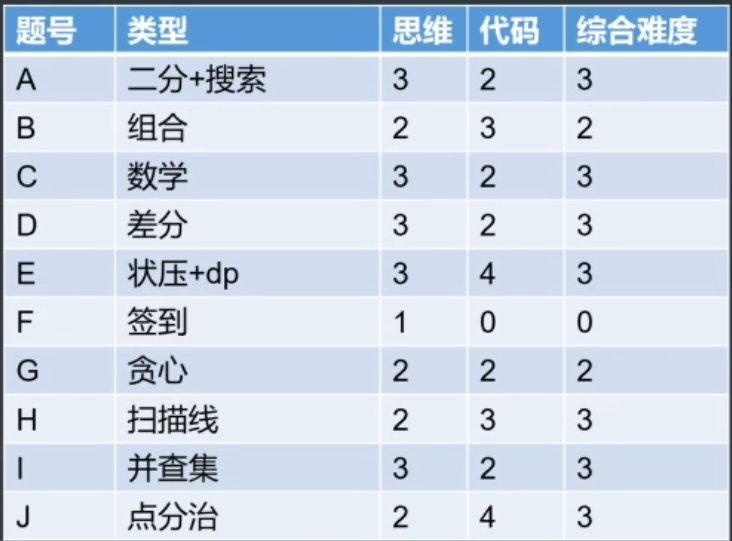 题号 类型 思维 代码 综合难度
A 二分+搜索 3 2 3
B 组合 2 3 2
C 数学 3 2 3
D 差分 3 2 3
E 状压+dp 3 4 3
F 签到 1 0 0
G 贪心 2 2 2
H 扫描线 2 3 3
I 并查集 3 2 3
J 点分治 2 4 3